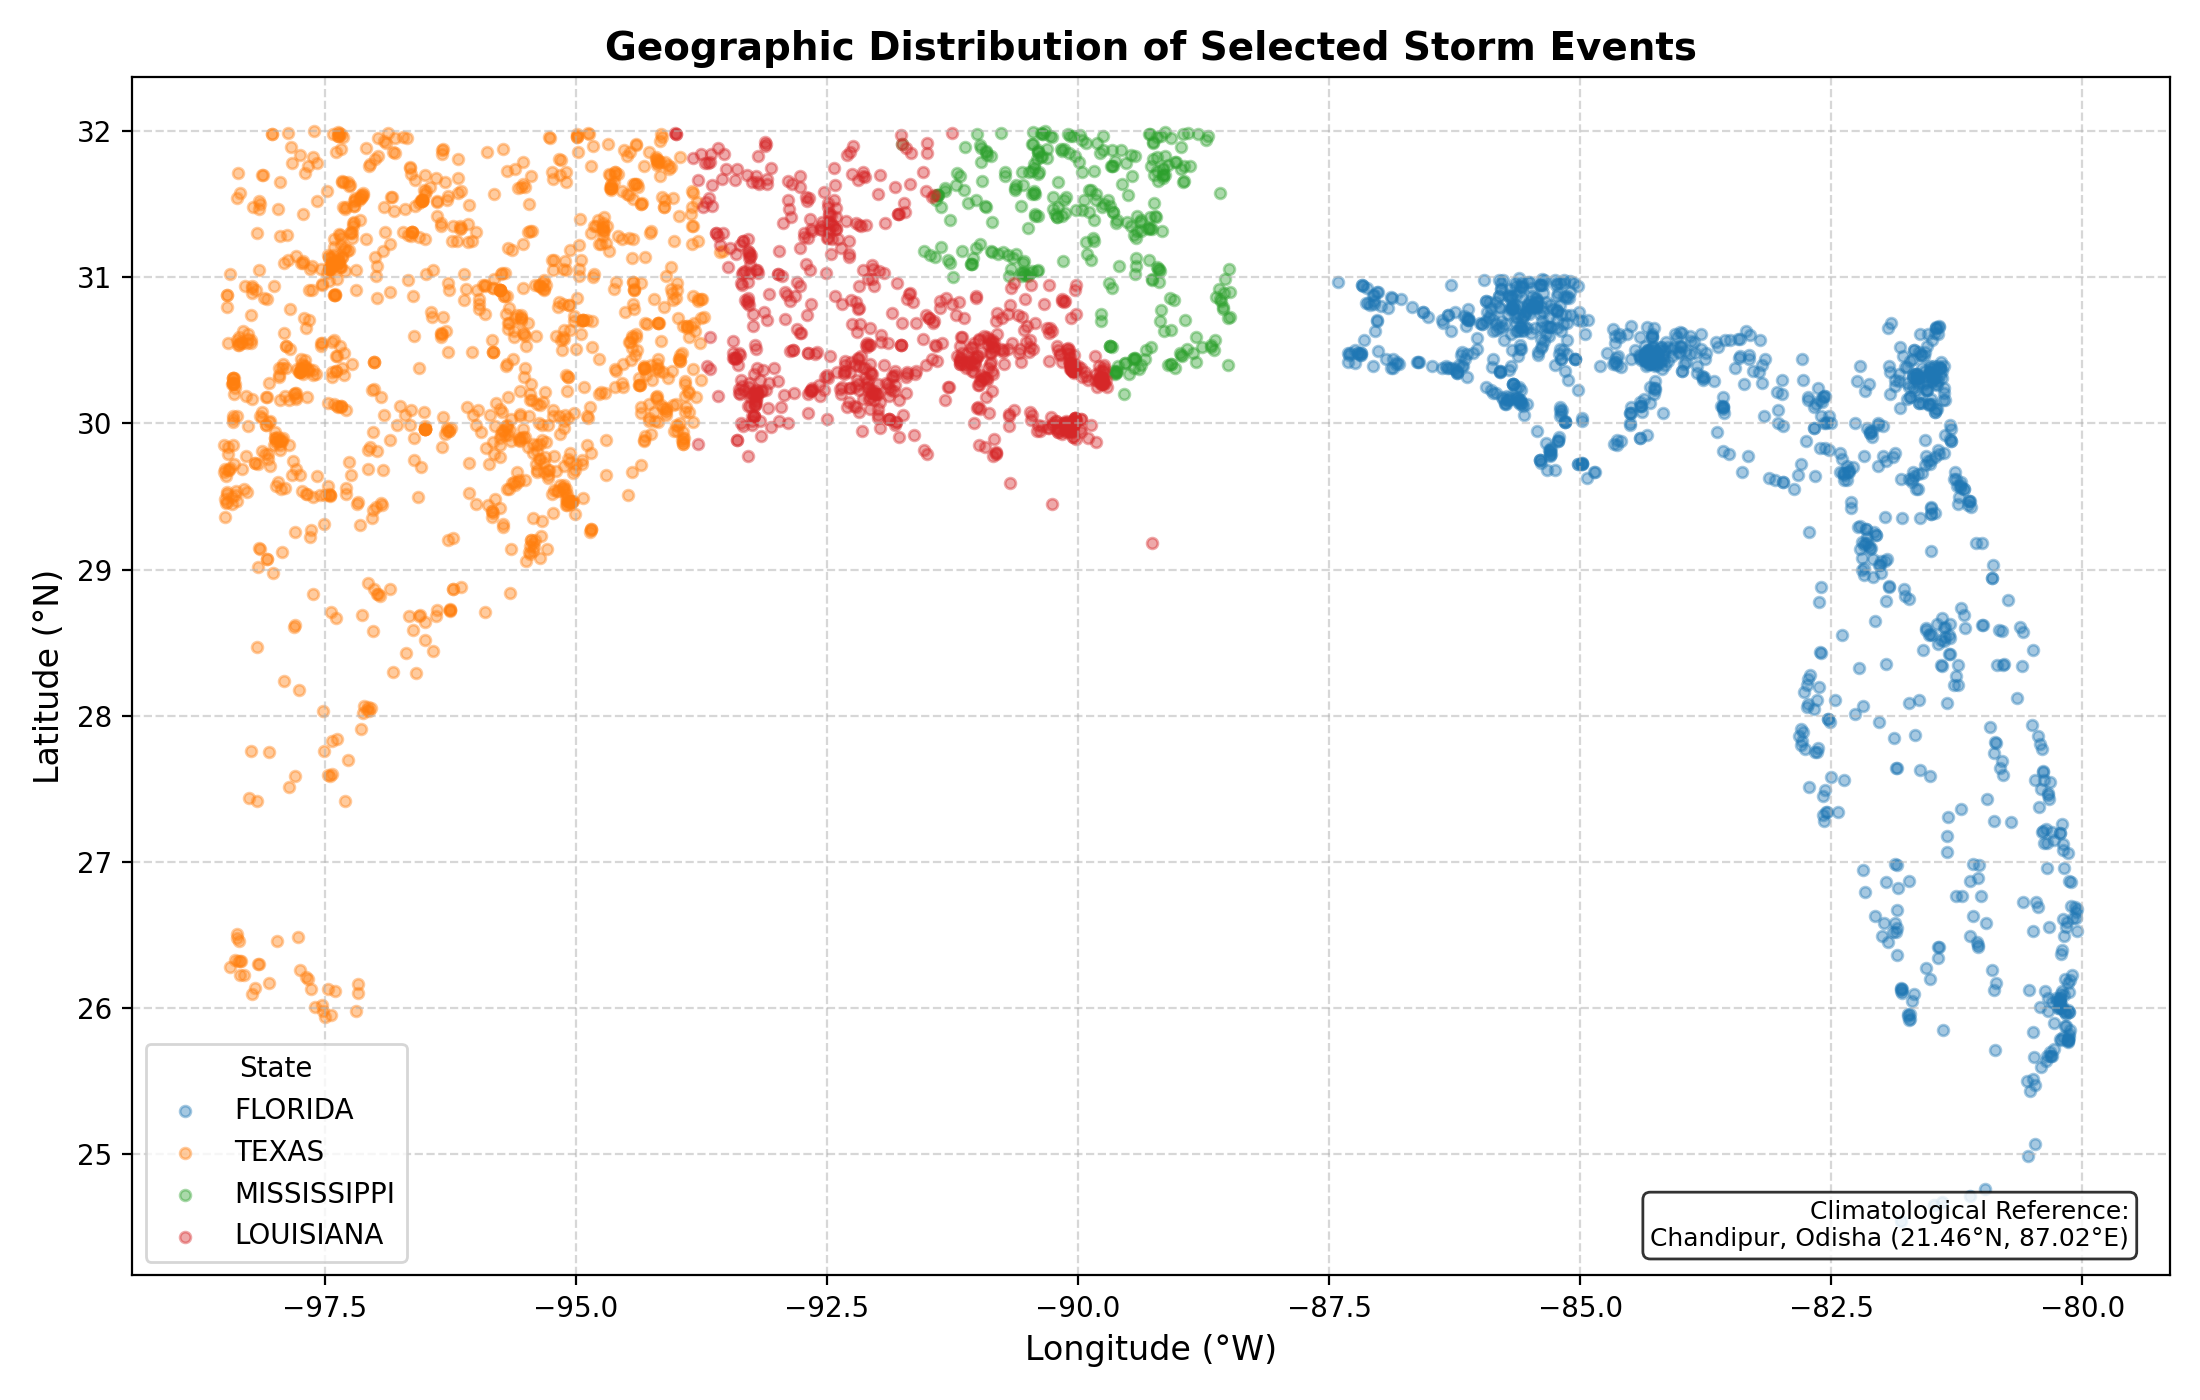 Geographic Distribution of Selected Storm Events
Latitude (°N)
32
31
30
29
28
27
26
25
State
FLORIDA
TEXAS
MISSISSIPPI
LOUISIANA
Climatological Reference:
Chandipur, Odisha (21.46°N, 87.02°E)
−97.5 −95.0 −92.5 −90.0 −87.5 −85.0 −82.5 −80.0
Longitude (°W)